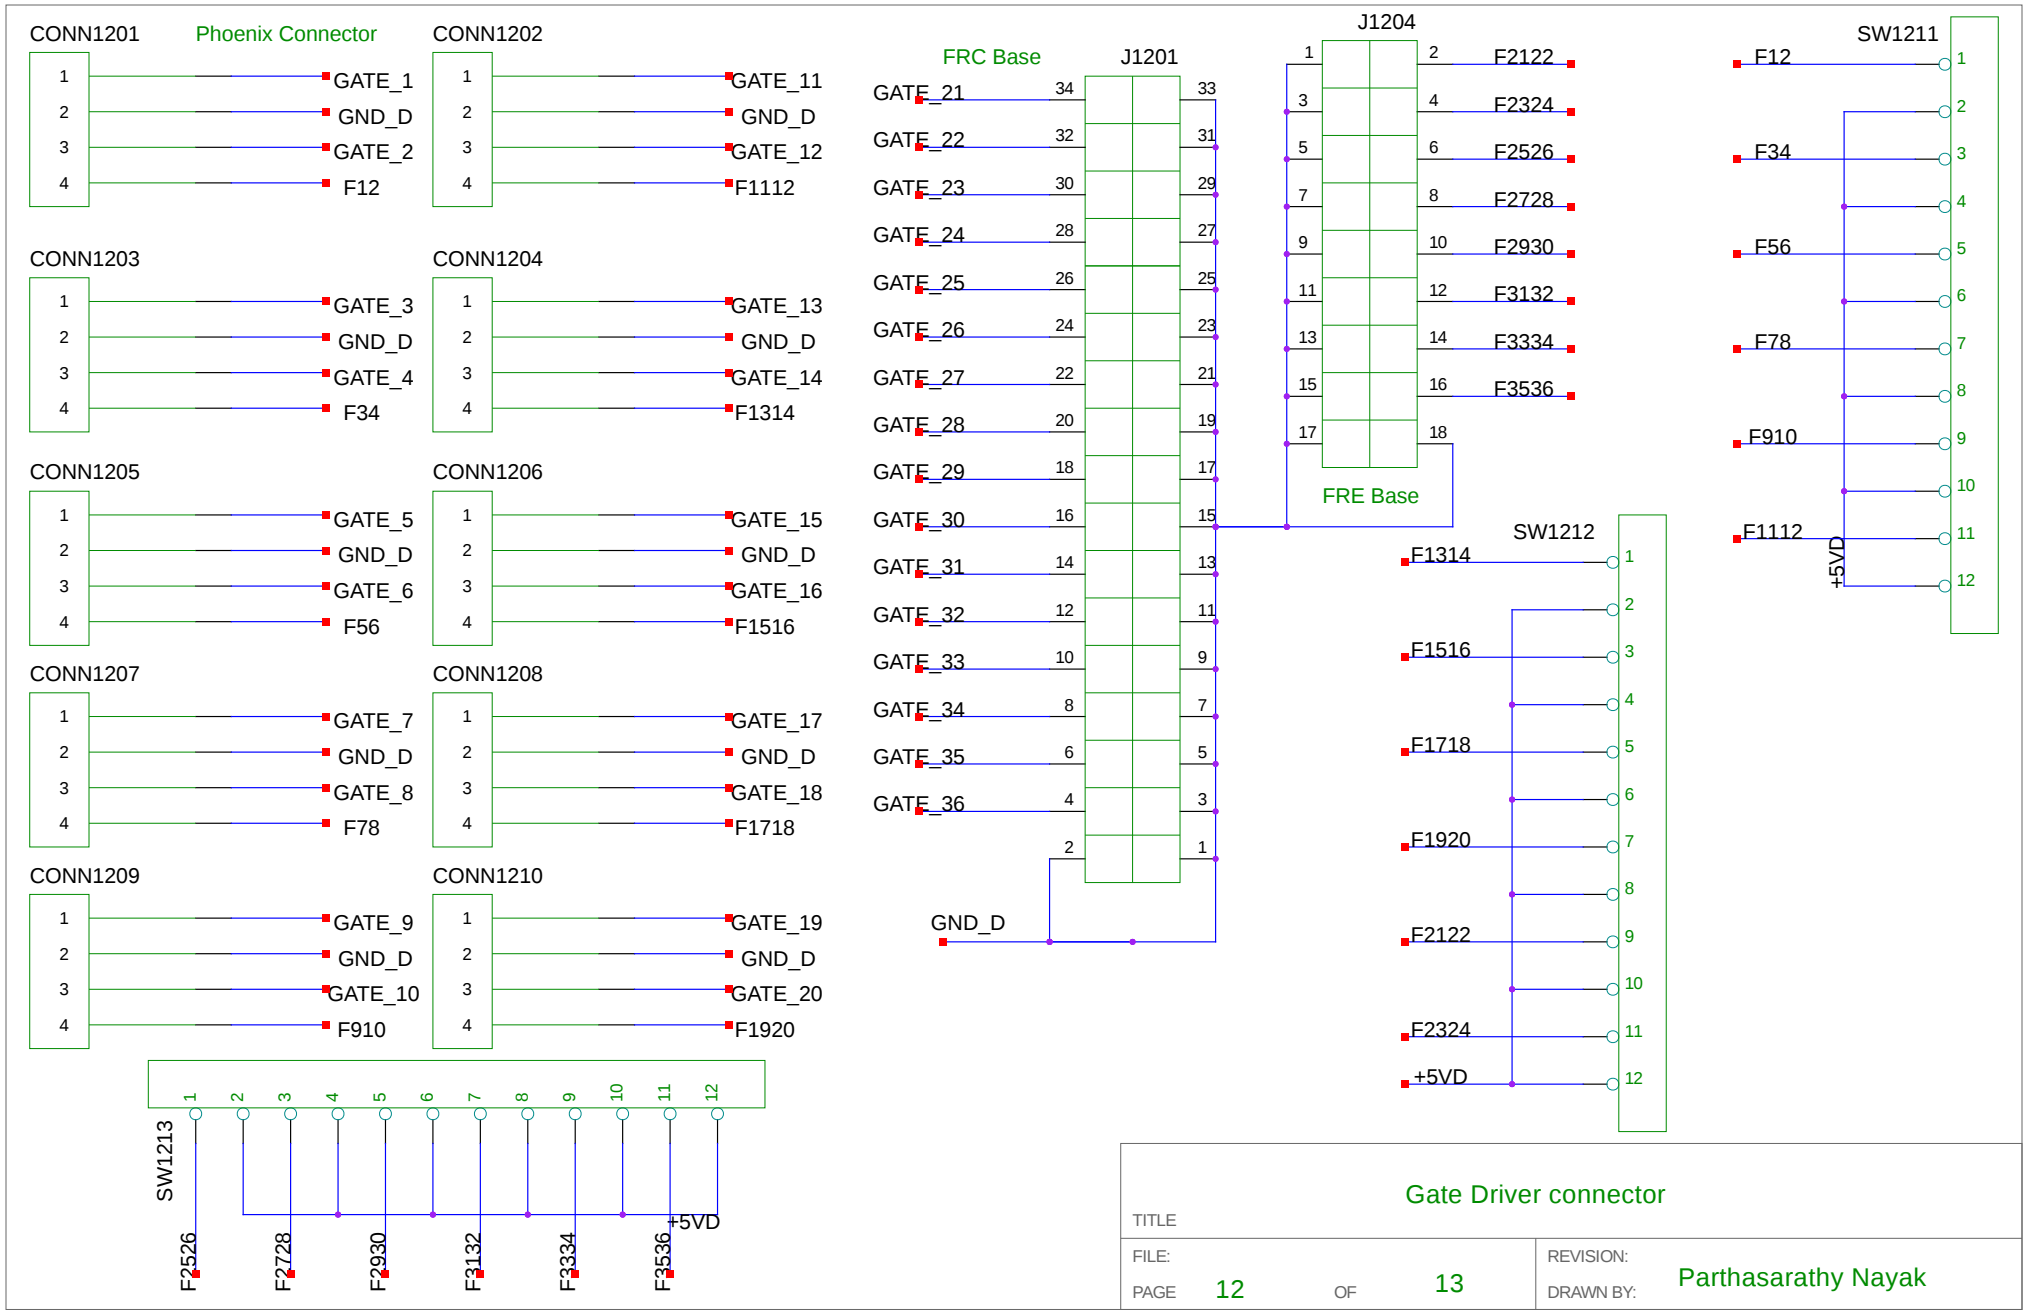 CONN1201
Phoenix Connector
1 GATE_1
2 GND_D
3 GATE_2
4 F12
CONN1202
1 GATE_11
2 GND_D
3 GATE_12
4 F1112
CONN1203
1 GATE_3
2 GND_D
3 GATE_4
4 F34
CONN1204
1 GATE_13
2 GND_D
3 GATE_14
4 F1314
CONN1205
1 GATE_5
2 GND_D
3 GATE_6
4 F56
CONN1206
1 GATE_15
2 GND_D
3 GATE_16
4 F1516
CONN1207
1 GATE_7
2 GND_D
3 GATE_8
4 F78
CONN1208
1 GATE_17
2 GND_D
3 GATE_18
4 F1718
CONN1209
1 GATE_9
2 GND_D
3 GATE_10
4 F910
CONN1210
1 GATE_19
2 GND_D
3 GATE_20
4 F1920
FRC Base
J1201
GATE_21 34 33
GATE_22 32 31
GATE_23 30 29
GATE_24 28 27
GATE_25 26 25
GATE_26 24 23
GATE_27 22 21
GATE_28 20 19
GATE_29 18 17
GATE_30 16 15
GATE_31 14 13
GATE_32 12 11
GATE_33 10 9
GATE_34 8 7
GATE_35 6 5
GATE_36 4 3
2 1
GND_D
J1204
1 2 F2122
3 4 F2324
5 6 F2526
7 8 F2728
9 10 F2930
11 12 F3132
13 14 F3334
15 16 F3536
17 18
FRE Base
SW1211
F12 1
2
F34 3
4
F56 5
6
F78 7
8
F910 9
10
F1112 11
+5VD 12
SW1212
F1314 1
2
F1516 3
4
F1718 5
6
F1920 7
8
F2122 9
10
F2324 11
+5VD 12
SW1213
1 2 3 4 5 6 7 8 9 10 11 12
+5VD
F2526 F2728 F2930 F3132 F3334 F3536
Gate Driver connector
TITLE
FILE:
PAGE 12 OF 13
REVISION:
DRAWN BY: Parthasarathy Nayak